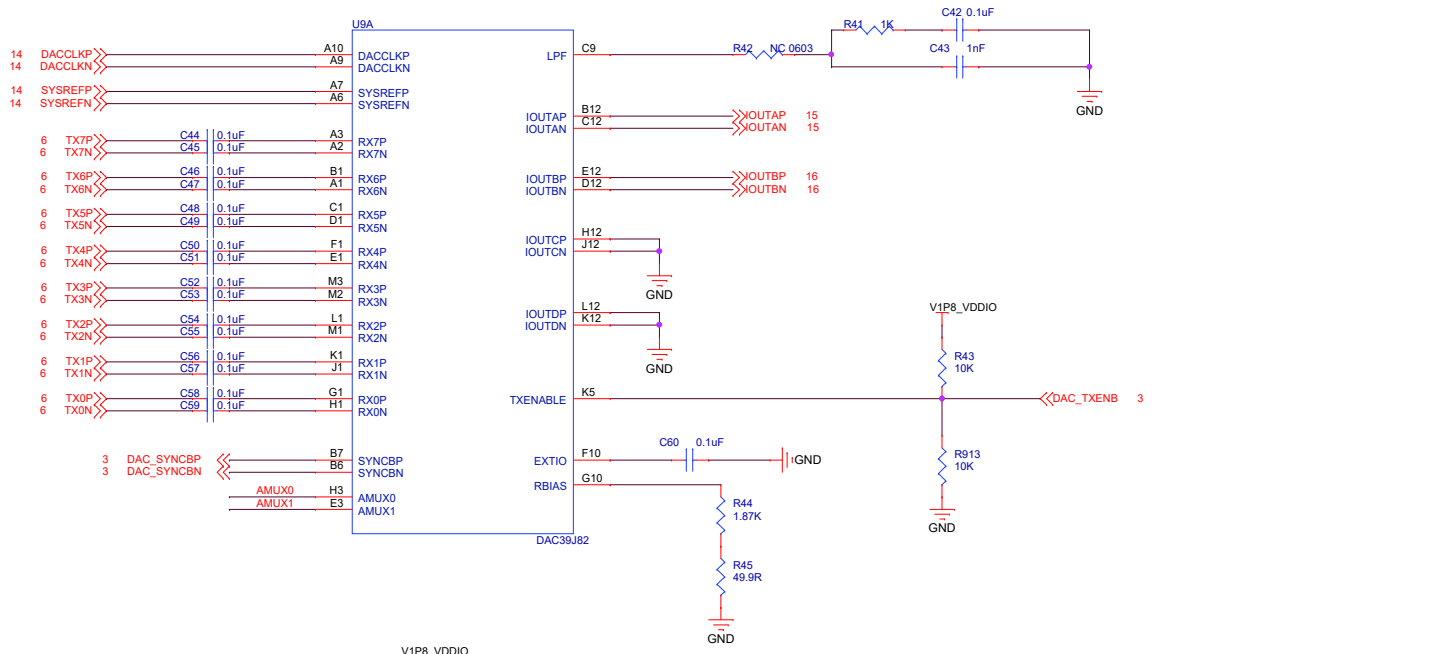 U9A
14 DACCLKP A10 DACCLKP
14 DACCLKN A9 DACCLKN
14 SYSREFP A7 SYSREFP
14 SYSREFN A6 SYSREFN
6 TX7P C44 0.1uF A3 RX7P
6 TX7N C45 0.1uF A2 RX7N
6 TX6P C46 0.1uF B1 RX6P
6 TX6N C47 0.1uF A1 RX6N
6 TX5P C48 0.1uF C1 RX5P
6 TX5N C49 0.1uF D1 RX5N
6 TX4P C50 0.1uF F1 RX4P
6 TX4N C51 0.1uF E1 RX4N
6 TX3P C52 0.1uF M3 RX3P
6 TX3N C53 0.1uF M2 RX3N
6 TX2P C54 0.1uF L1 RX2P
6 TX2N C55 0.1uF M1 RX2N
6 TX1P C56 0.1uF K1 RX1P
6 TX1N C57 0.1uF J1 RX1N
6 TX0P C58 0.1uF G1 RX0P
6 TX0N C59 0.1uF H1 RX0N
3 DAC_SYNCBP B7 SYNCBP
3 DAC_SYNCBN B6 SYNCBN
AMUX0 H3 AMUX0
AMUX1 E3 AMUX1
LPF C9 R42 NC 0603
R41 1K C42 0.1uF
C43 1nF
GND
IOUTAP B12 IOUTAP 15
IOUTAN C12 IOUTAN 15
IOUTBP E12 IOUTBP 16
IOUTBN D12 IOUTBN 16
IOUTCP H12
IOUTCN J12
GND
IOUTDP L12
IOUTDN K12
GND
V1P8_VDDIO
R43
10K
TXENABLE K5 DAC_TXENB 3
R913
10K
GND
EXTIO F10 C60 0.1uF GND
RBIAS G10
R44
1.87K
R45
49.9R
GND
DAC39J82
V1P8_VDDIO